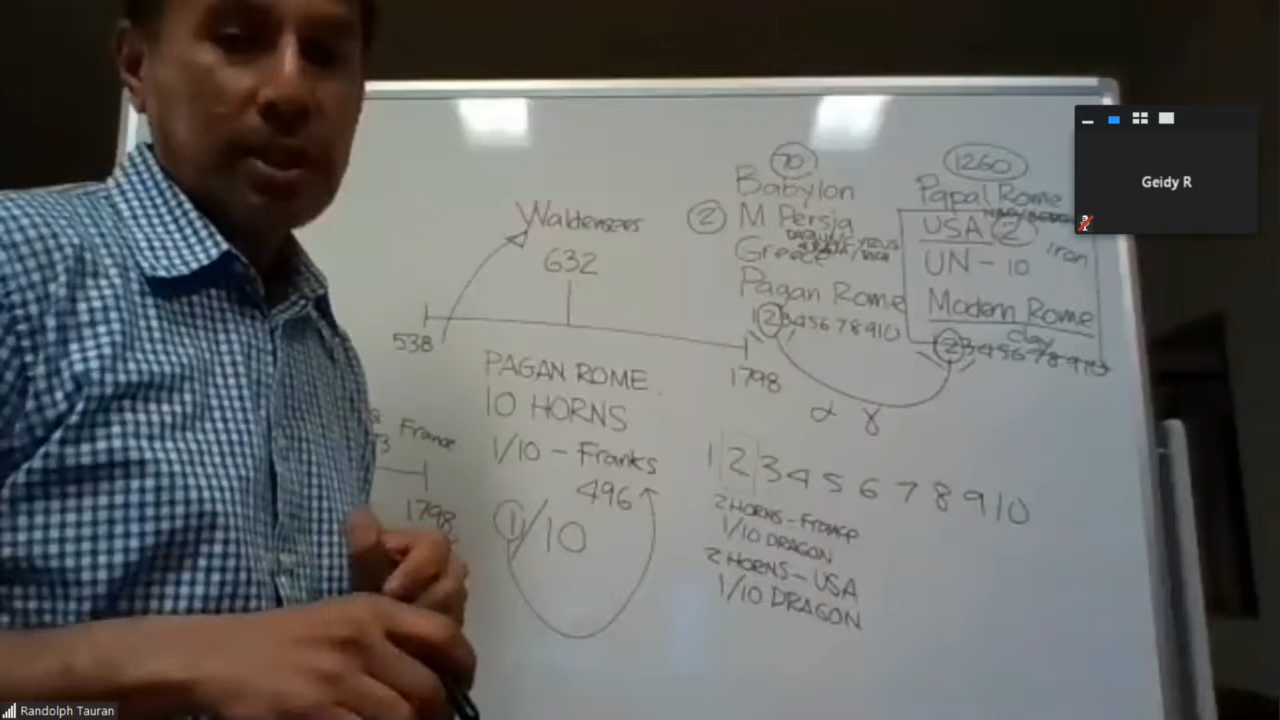 70
Babylon
2
M Persia
Greece
Pagan Rome
12345678910
1260
Papal Rome
USA 2
iron
UN - 10
Modern Rome
clay
2345678910
Geidy R
Waldenses
632
538
1798
α γ
PAGAN ROME
10 HORNS
1/10 - Franks
496
1/10
France
1798
1 2 3 4 5 6 7 8 9 10
2 HORNS - France
1/10 DRAGON
2 HORNS - USA
1/10 DRAGON
Randolph Tauran